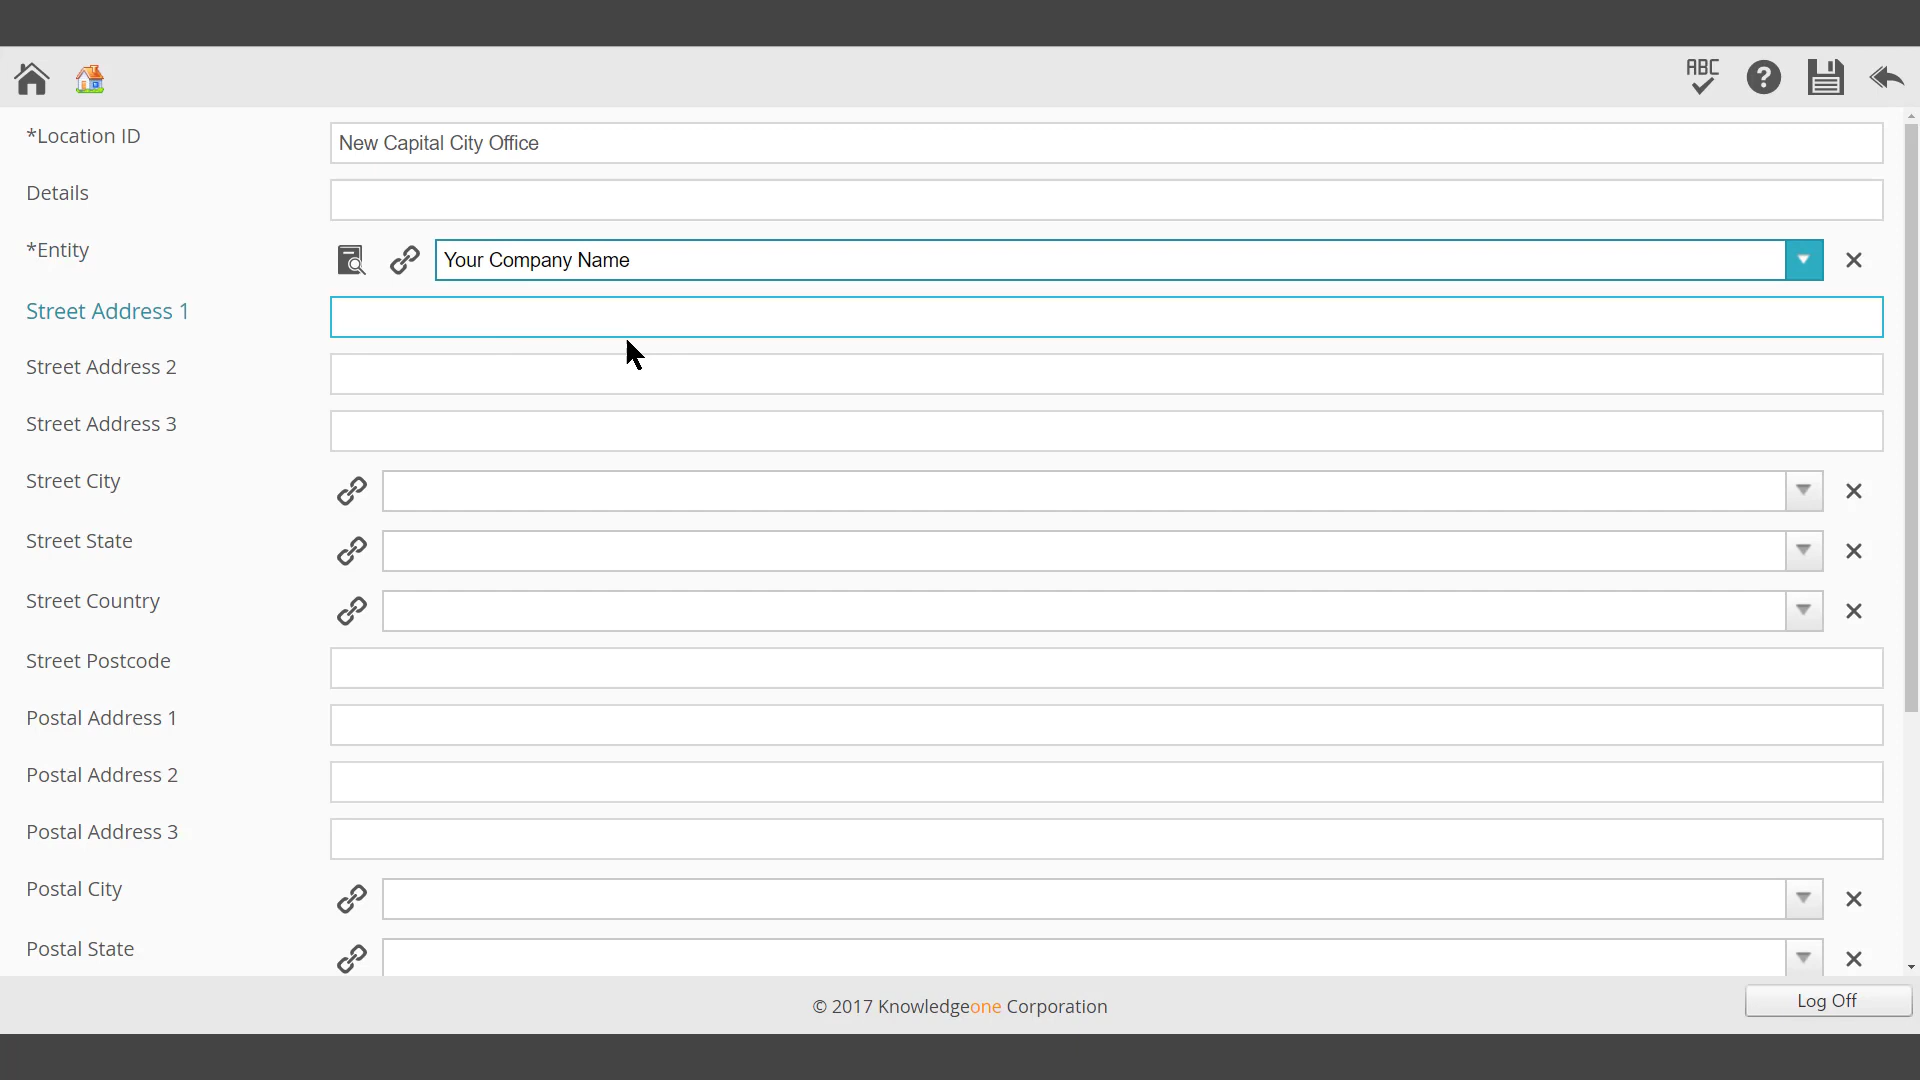 ABC
*Location ID
New Capital City Office
Details
*Entity
Your Company Name
Street Address 1
Street Address 2
Street Address 3
Street City
Street State
Street Country
Street Postcode
Postal Address 1
Postal Address 2
Postal Address 3
Postal City
Postal State
© 2017 Knowledgeone Corporation
Log Off